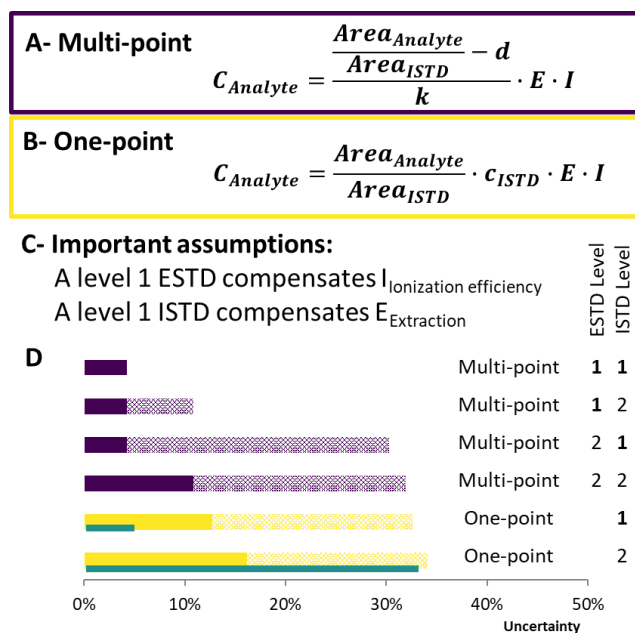 A- Multi-point
C_Analyte = (Area_Analyte / Area_ISTD − d) / k · E · I
B- One-point
C_Analyte = Area_Analyte / Area_ISTD · c_ISTD · E · I
C- Important assumptions:
A level 1 ESTD compensates I_Ionization efficiency
A level 1 ISTD compensates E_Extraction
ESTD Level
ISTD Level
D
Multi-point 1 1
Multi-point 1 2
Multi-point 2 1
Multi-point 2 2
One-point 1
One-point 2
0% 10% 20% 30% 40% 50%
Uncertainty